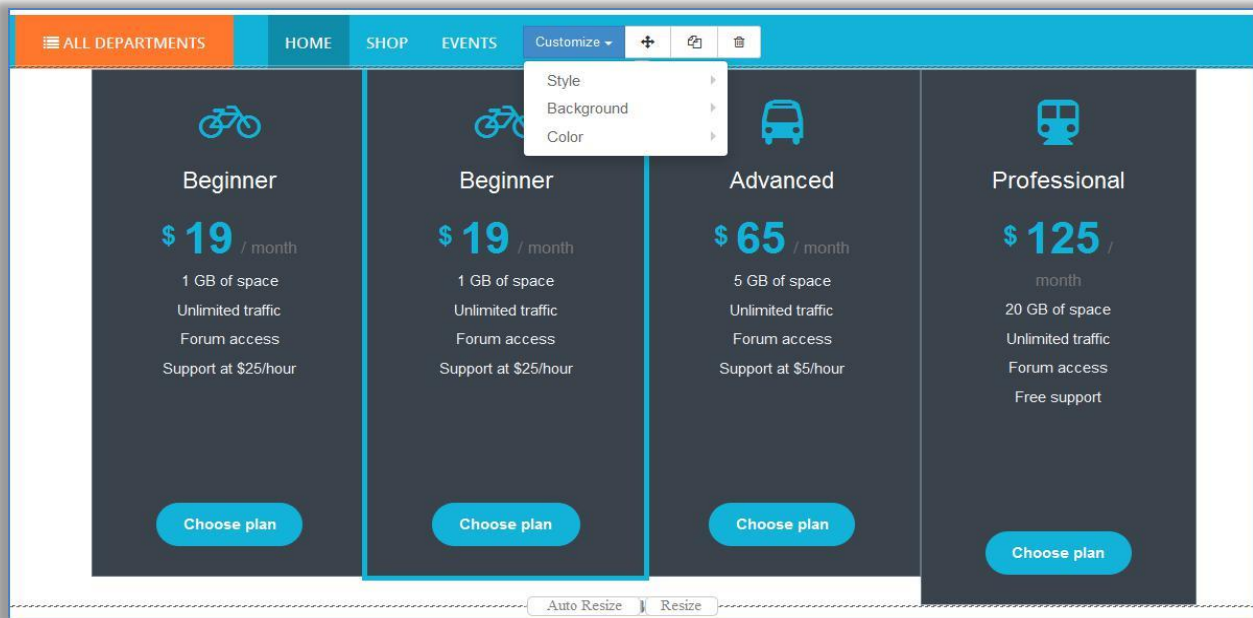 ALL DEPARTMENTS HOME SHOP EVENTS Customize
Style
Background
Color
Beginner
$ 19 / month
1 GB of space
Unlimited traffic
Forum access
Support at $25/hour
Choose plan
Beginner
$ 19 / month
1 GB of space
Unlimited traffic
Forum access
Support at $25/hour
Choose plan
Advanced
$ 65 / month
5 GB of space
Unlimited traffic
Forum access
Support at $5/hour
Choose plan
Professional
$ 125 /
month
20 GB of space
Unlimited traffic
Forum access
Free support
Choose plan
Auto Resize Resize